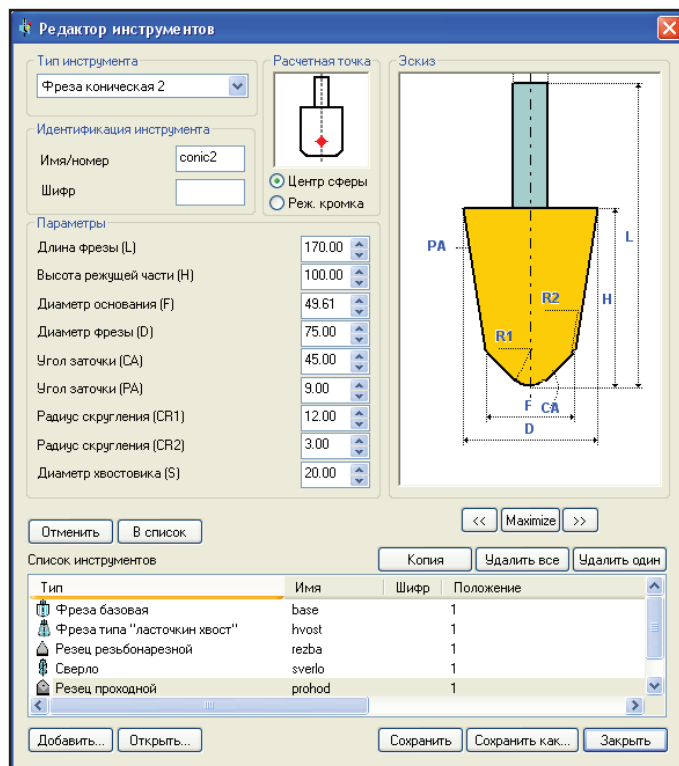 Редактор инструментов
Тип инструмента
Фреза коническая 2
Идентификация инструмента
Имя/номер conic2
Шифр
Расчетная точка
Центр сферы
Реж. кромка
Параметры
Длина фрезы (L) 170.00
Высота режущей части (H) 100.00
Диаметр основания (F) 49.61
Диаметр фрезы (D) 75.00
Угол заточки (CA) 45.00
Угол заточки (PA) 9.00
Радиус скругления (CR1) 12.00
Радиус скругления (CR2) 3.00
Диаметр хвостовика (S) 20.00
Эскиз
PA
L
R2
H
R1
F CA
D
<< Maximize >>
Отменить В список
Список инструментов Копия Удалить все Удалить один
Тип Имя Шифр Положение
Фреза базовая base 1
Фреза типа "ласточкин хвост" hvost 1
Резец резьбонарезной rezba 1
Сверло sverlo 1
Резец проходной prohod 1
Добавить... Открыть... Сохранить Сохранить как... Закрыть